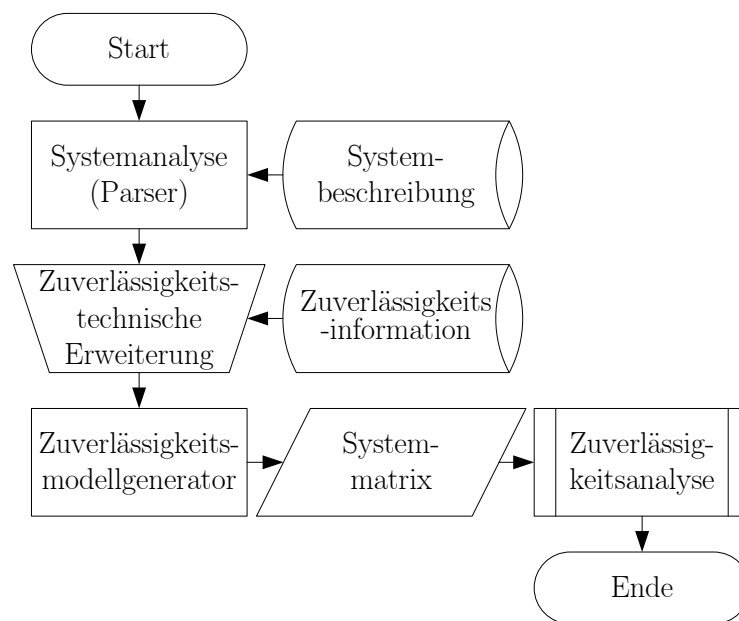 Start
Systemanalyse
(Parser)
System-
beschreibung
Zuverlässigkeits-
technische
Erweiterung
Zuverlässigkeits
-information
Zuverlässigkeits-
modellgenerator
System-
matrix
Zuverlässig-
keitsanalyse
Ende